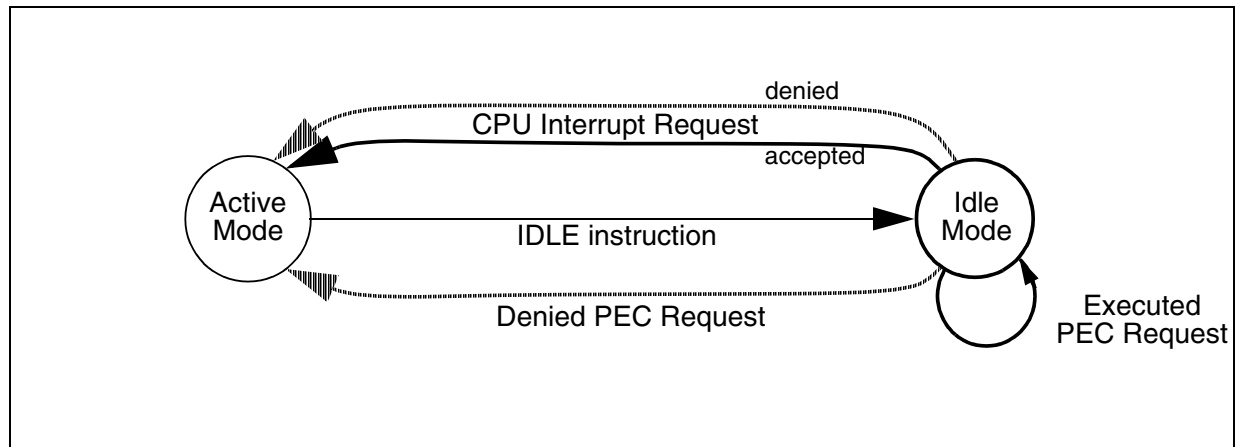 denied
CPU Interrupt Request
accepted
Active
Mode
Idle
Mode
IDLE instruction
Denied PEC Request
Executed
PEC Request